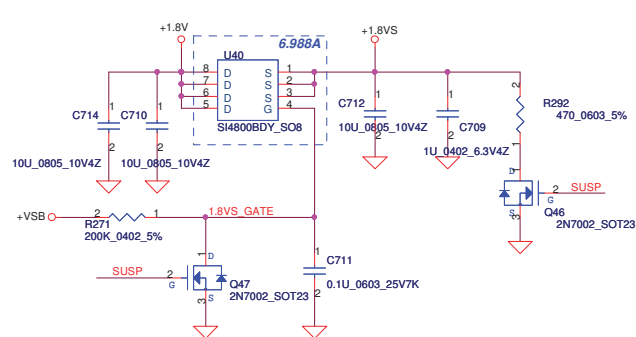 +1.8V
6.988A
+1.8VS
U40
8 D S 1
7 D S 2
6 D S 3
5 D G 4
SI4800BDY_SO8
C714
1
2
10U_0805_10V4Z
C710
1
2
10U_0805_10V4Z
C712
1
2
10U_0805_10V4Z
1
2
C709
1U_0402_6.3V4Z
2
R292
470_0603_5%
1
D
1
2
G
SUSP
S
3
Q46
2N7002_SOT23
+VSB
2
1
R271
200K_0402_5%
1.8VS_GATE
SUSP
2
G
1
D
3
S
Q47
2N7002_SOT23
1
C711
0.1U_0603_25V7K
2